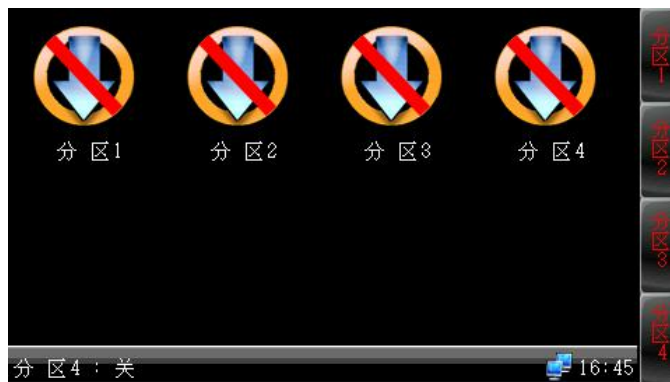 分 区1
分 区2
分 区3
分 区4
分区1
分区2
分区3
分区4
分 区4 : 关
16:45